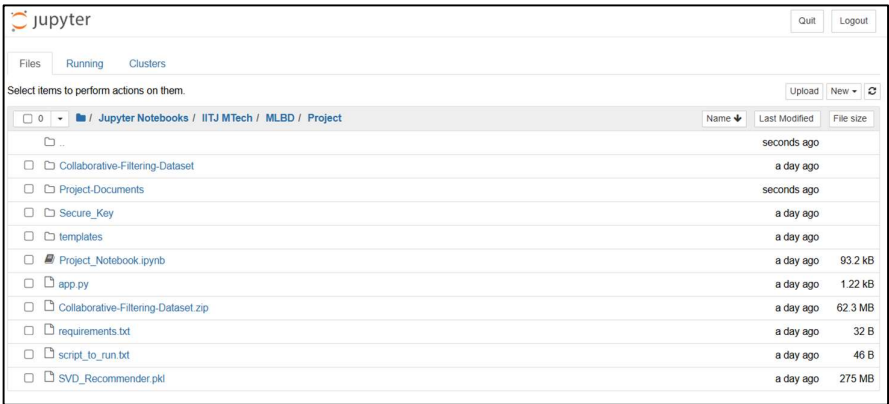 jupyter Quit Logout
Files Running Clusters
Select items to perform actions on them. Upload New
0 / Jupyter Notebooks / IITJ MTech / MLBD / Project Name Last Modified File size
.. seconds ago
Collaborative-Filtering-Dataset a day ago
Project-Documents seconds ago
Secure_Key a day ago
templates a day ago
Project_Notebook.ipynb a day ago 93.2 kB
app.py a day ago 1.22 kB
Collaborative-Filtering-Dataset.zip a day ago 62.3 MB
requirements.txt a day ago 32 B
script_to_run.txt a day ago 46 B
SVD_Recommender.pkl a day ago 275 MB